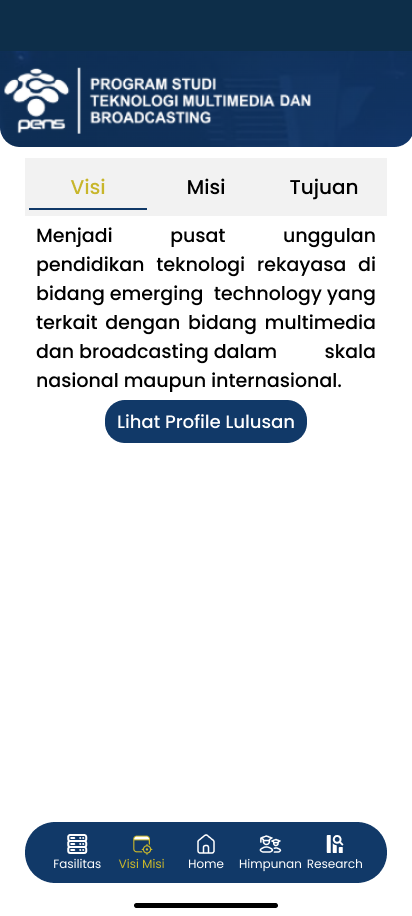 pens
PROGRAM STUDI
TEKNOLOGI MULTIMEDIA DAN
BROADCASTING
Visi Misi Tujuan
Menjadi pusat unggulan
pendidikan teknologi rekayasa di
bidang emerging technology yang
terkait dengan bidang multimedia
dan broadcasting dalam skala
nasional maupun internasional.
Lihat Profile Lulusan
Fasilitas Visi Misi Home Himpunan Research